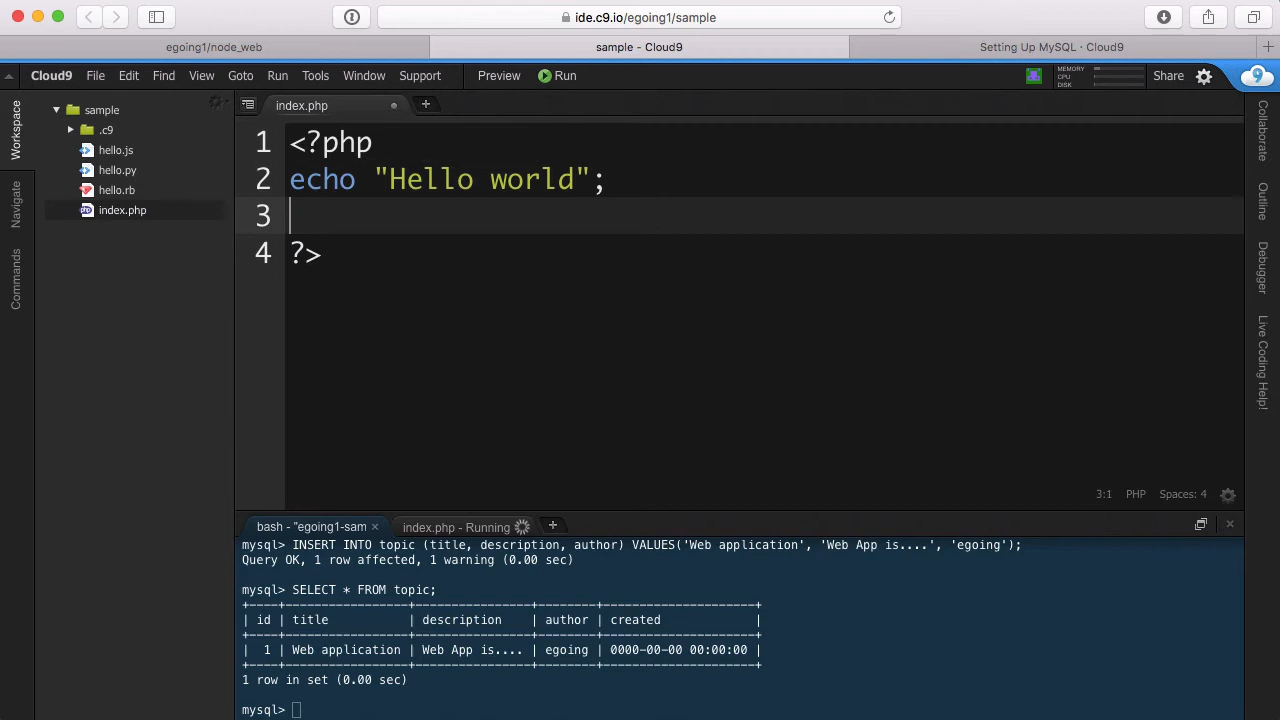 ide.c9.io/egoing1/sample
egoing1/node_web
sample - Cloud9
Setting Up MySQL · Cloud9
Cloud9 File Edit Find View Goto Run Tools Window Support Preview Run MEMORY CPU DISK Share
Workspace
Navigate
Commands
sample
.c9
hello.js
hello.py
hello.rb
index.php
index.php
1 <?php
2 echo "Hello world";
3
4 ?>
3:1 PHP Spaces: 4
Collaborate
Outline
Debugger
Live Coding Help!
bash - "egoing1-sam
index.php - Running
mysql> INSERT INTO topic (title, description, author) VALUES('Web application', 'Web App is....', 'egoing');
Query OK, 1 row affected, 1 warning (0.00 sec)
mysql> SELECT * FROM topic;
+----+-----------------+----------------+--------+---------------------+
| id | title           | description    | author | created             |
+----+-----------------+----------------+--------+---------------------+
|  1 | Web application | Web App is.... | egoing | 0000-00-00 00:00:00 |
+----+-----------------+----------------+--------+---------------------+
1 row in set (0.00 sec)
mysql>